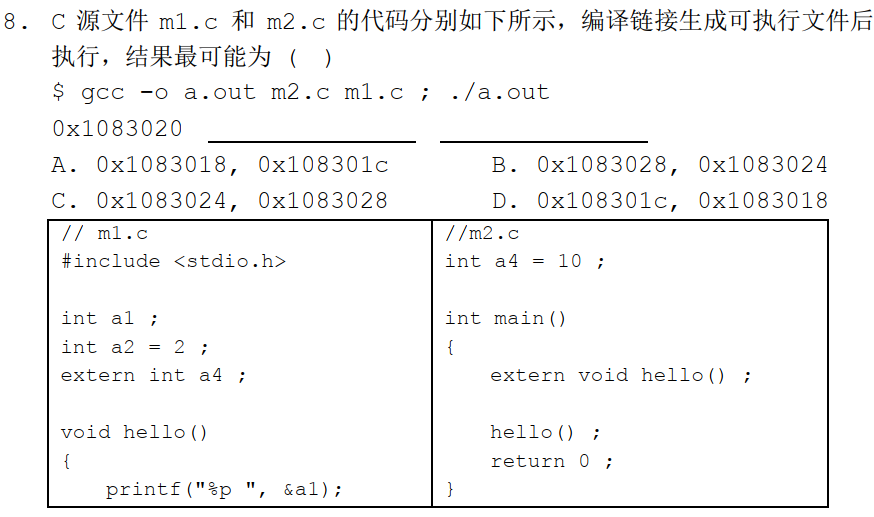 8. C 源文件 m1.c 和 m2.c 的代码分别如下所示，编译链接生成可执行文件后
执行，结果最可能为 （ ）
$ gcc -o a.out m2.c m1.c ; ./a.out
0x1083020 ________ ________
A. 0x1083018, 0x108301c B. 0x1083028, 0x1083024
C. 0x1083024, 0x1083028 D. 0x108301c, 0x1083018
// m1.c
#include <stdio.h>
int a1 ;
int a2 = 2 ;
extern int a4 ;
void hello()
{
printf("%p ", &a1);
//m2.c
int a4 = 10 ;
int main()
{
extern void hello() ;
hello() ;
return 0 ;
}